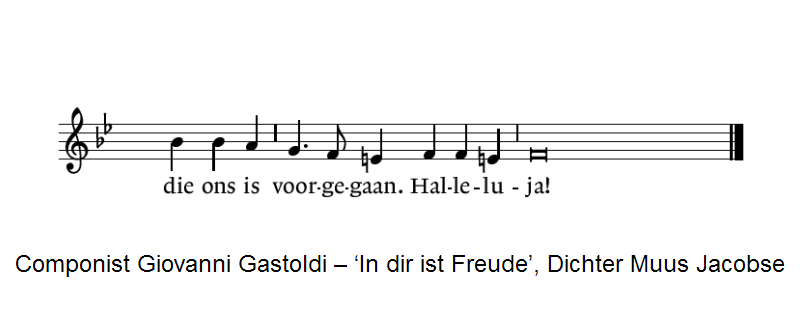 die ons is voor-ge-gaan. Hal-le-lu - ja!
Componist Giovanni Gastoldi – ‘In dir ist Freude’, Dichter Muus Jacobse